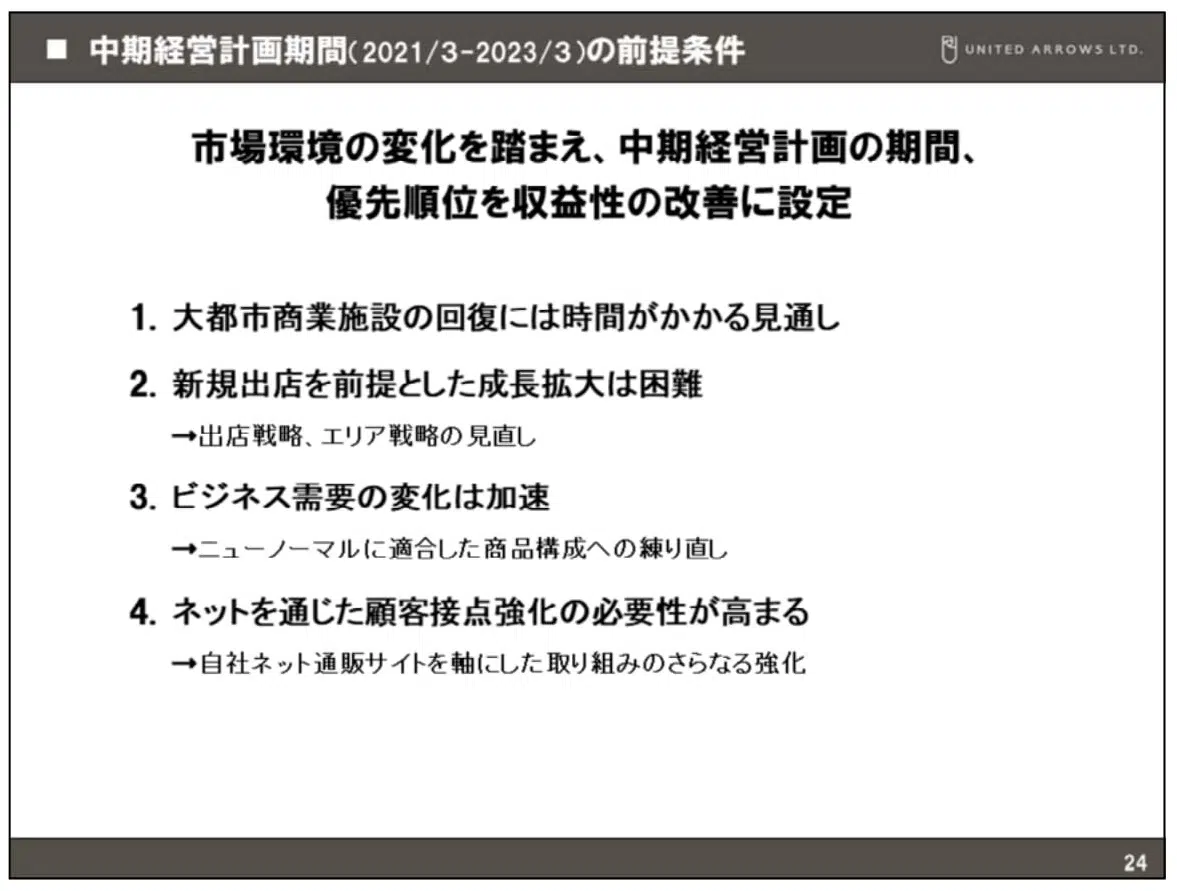 ■ 中期経営計画期間(2021/3-2023/3)の前提条件
UNITED ARROWS LTD.
市場環境の変化を踏まえ、中期経営計画の期間、
優先順位を収益性の改善に設定
1. 大都市商業施設の回復には時間がかかる見通し
2. 新規出店を前提とした成長拡大は困難
→出店戦略、エリア戦略の見直し
3. ビジネス需要の変化は加速
→ニューノーマルに適合した商品構成への練り直し
4. ネットを通じた顧客接点強化の必要性が高まる
→自社ネット通販サイトを軸にした取り組みのさらなる強化
24